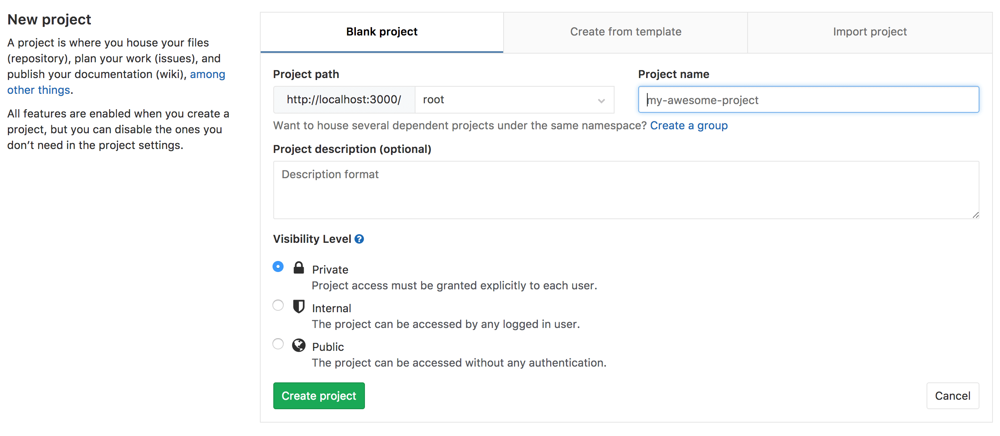 New project
A project is where you house your files
(repository), plan your work (issues), and
publish your documentation (wiki), among
other things.
All features are enabled when you create a
project, but you can disable the ones you
don’t need in the project settings.
Blank project
Create from template
Import project
Project path
Project name
http://localhost:3000/
root
my-awesome-project
Want to house several dependent projects under the same namespace? Create a group
Project description (optional)
Description format
Visibility Level ?
Private
Project access must be granted explicitly to each user.
Internal
The project can be accessed by any logged in user.
Public
The project can be accessed without any authentication.
Create project
Cancel